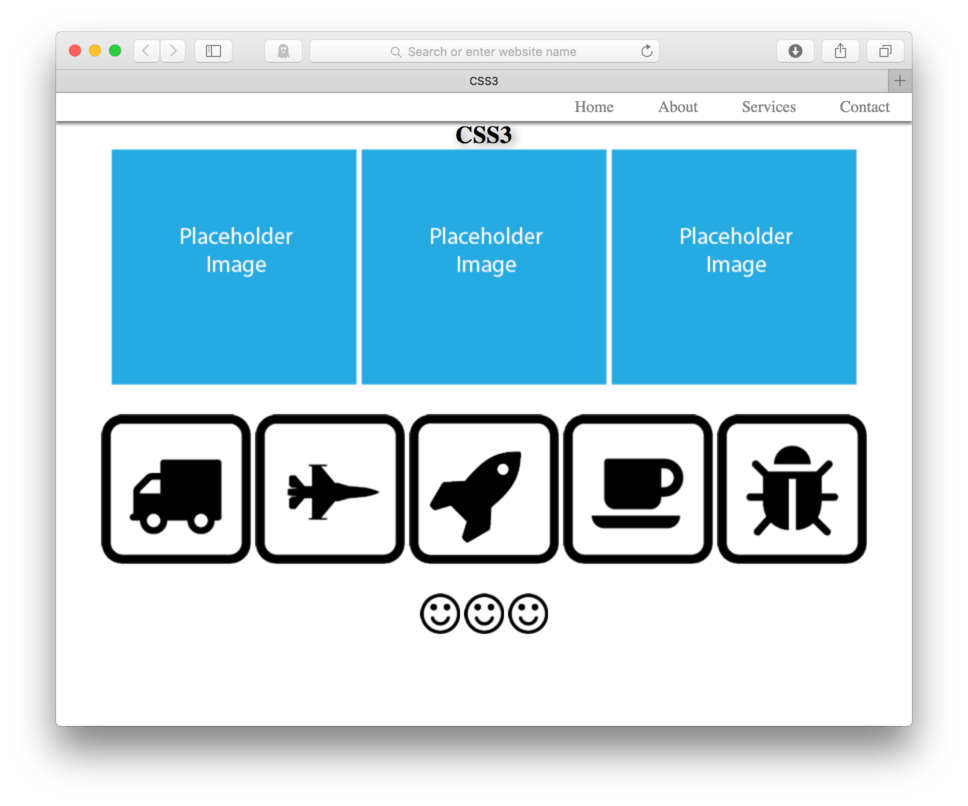 Search or enter website name
CSS3
Home About Services Contact
CSS3
Placeholder Image
Placeholder Image
Placeholder Image